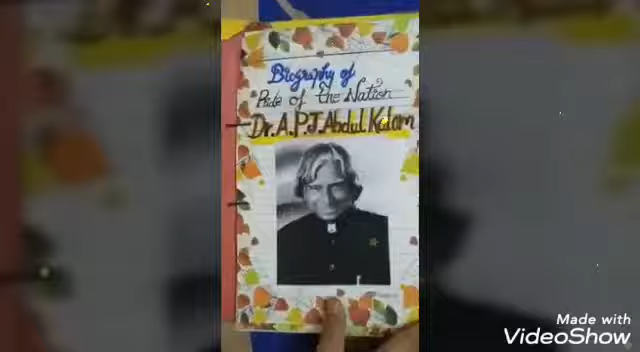 Biography of
Pride of the Nation
Dr. A.P.J. Abdul Kalam
Made with
VideoShow